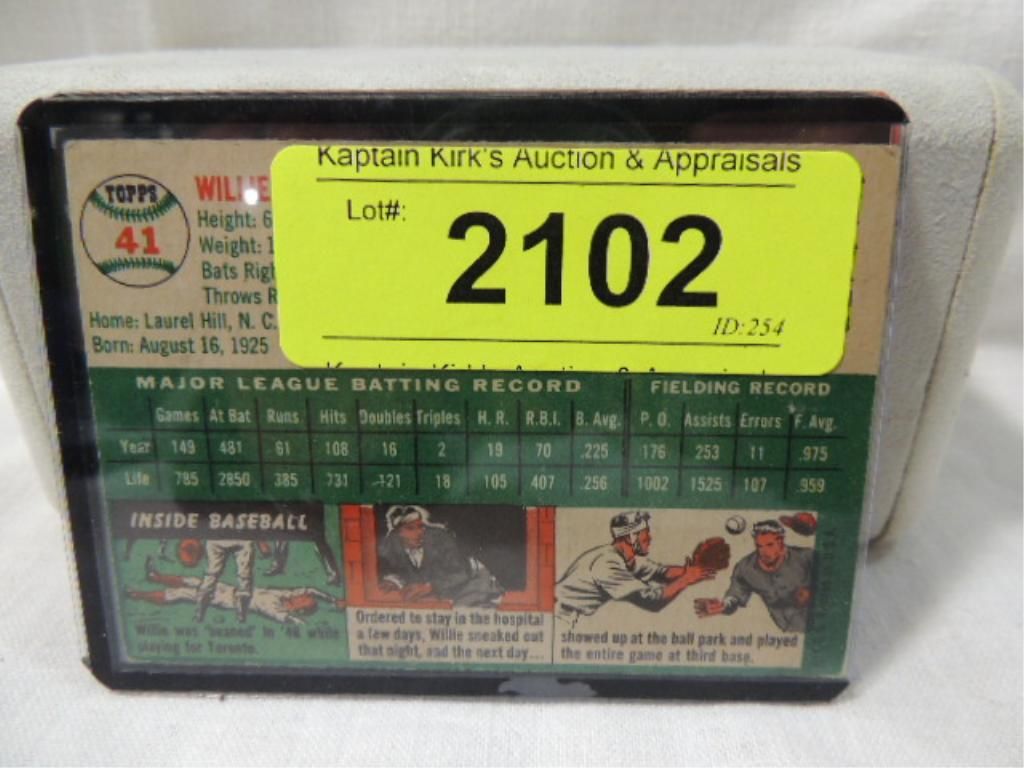 Kaptain Kirk's Auction & Appraisals
Lot#:
2102
ID:254
TOPPS
41
WILLIE
Height: 6
Weight: 1
Bats Righ
Throws R
Home: Laurel Hill, N. C.
Born: August 16, 1925
MAJOR LEAGUE BATTING RECORD FIELDING RECORD
Games At Bat Runs Hits Doubles Triples H. R. R.B.I. B. Avg. P. O. Assists Errors F. Avg.
Year 149 481 61 108 16 2 19 70 .225 176 253 11 .975
Life 785 2850 385 731 121 18 105 407 .256 1002 1525 107 .959
INSIDE BASEBALL
Willie was "beaned" in '48 while
playing for Toronto.
Ordered to stay in the hospital
a few days, Willie sneaked out
that night, and the next day...
showed up at the ball park and played
the entire game at third base.